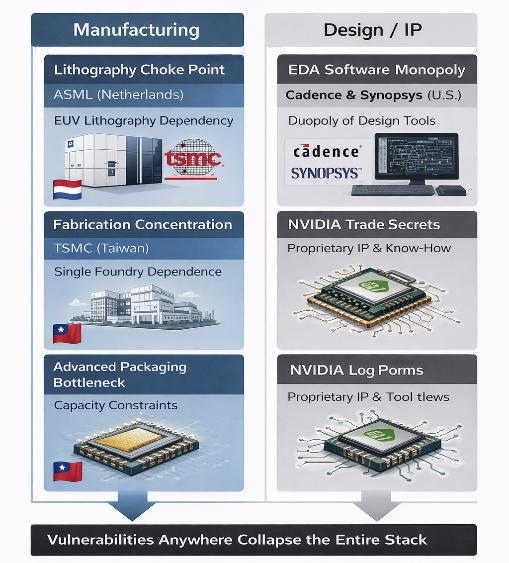 Manufacturing
Lithography Choke Point
ASML (Netherlands)
EUV Lithography Dependency
tsmc
Fabrication Concentration
TSMC (Taiwan)
Single Foundry Dependence
Advanced Packaging
Bottleneck
Capacity Constraints
Design / IP
EDA Software Monopoly
Cadence & Synopsys (U.S.)
Duopoly of Design Tools
cādence
SYNOPSYS
NVIDIA Trade Secrets
Proprietary IP & Know-How
NVIDIA Log Porms
Proprietary IP & Tool tlews
Vulnerabilities Anywhere Collapse the Entire Stack